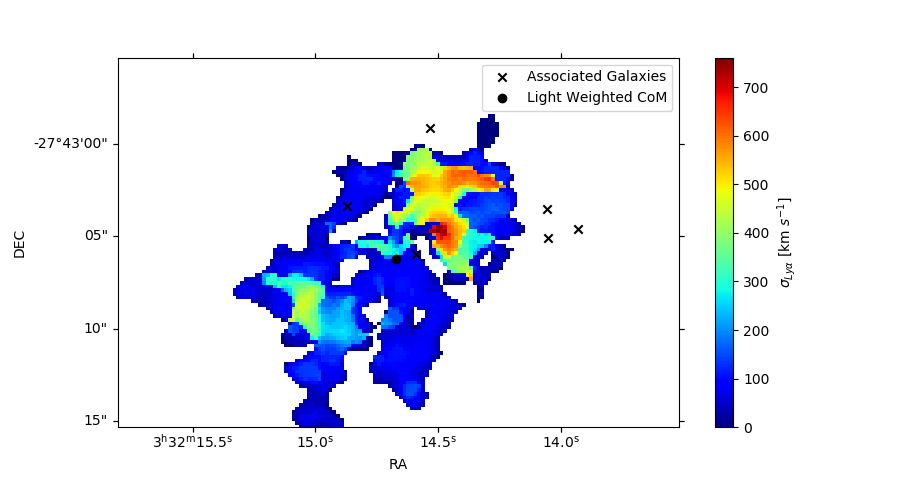 Associated Galaxies
Light Weighted CoM
-27°43'00"
05"
10"
15"
DEC
3ʰ32ᵐ15.5ˢ
15.0ˢ
14.5ˢ
14.0ˢ
RA
700
600
500
400
300
200
100
0
σ_Lyα [km s⁻¹]